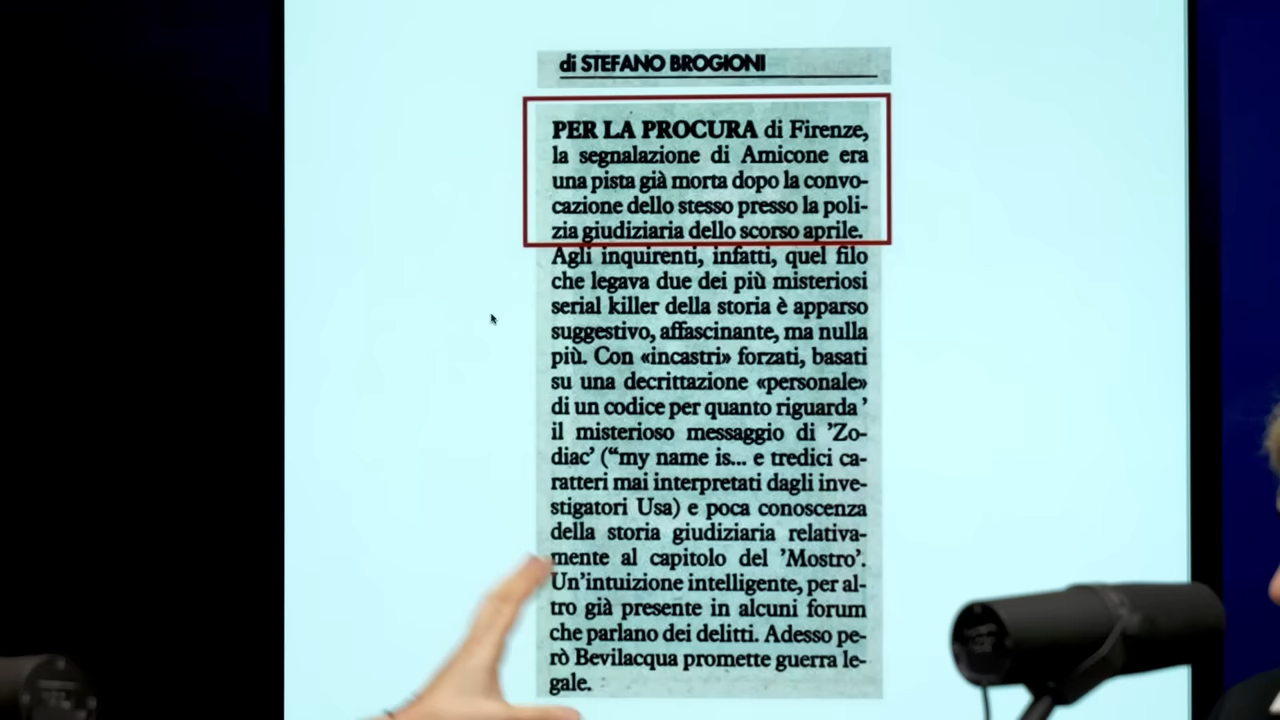 di STEFANO BROGIONI
PER LA PROCURA di Firenze,
la segnalazione di Amicone era
una pista già morta dopo la convo-
cazione dello stesso presso la poli-
zia giudiziaria dello scorso aprile.
Agli inquirenti, infatti, quel filo
che legava due dei più misteriosi
serial killer della storia è apparso
suggestivo, affascinante, ma nulla
più. Con «incastri» forzati, basati
su una decrittazione «personale»
di un codice per quanto riguarda '
il misterioso messaggio di 'Zo-
diac' (“my name is... e tredici ca-
ratteri mai interpretati dagli inve-
stigatori Usa) e poca conoscenza
della storia giudiziaria relativa-
mente al capitolo del 'Mostro'.
Un'intuizione intelligente, per al-
tro già presente in alcuni forum
che parlano dei delitti. Adesso pe-
rò Bevilacqua promette guerra le-
gale.